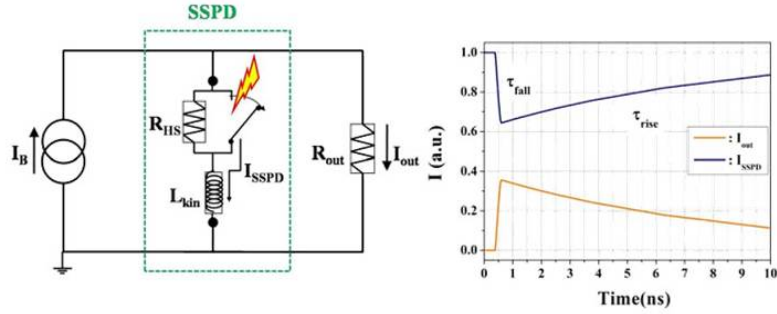 SSPD
R_HS
I_B
I_SSPD
L_kin
R_out
I_out
1.0
0.8
0.6
0.4
0.2
0.0
I (a.u.)
τ_fall
τ_rise
: I_out
: I_SSPD
0 1 2 3 4 5 6 7 8 9 10
Time(ns)